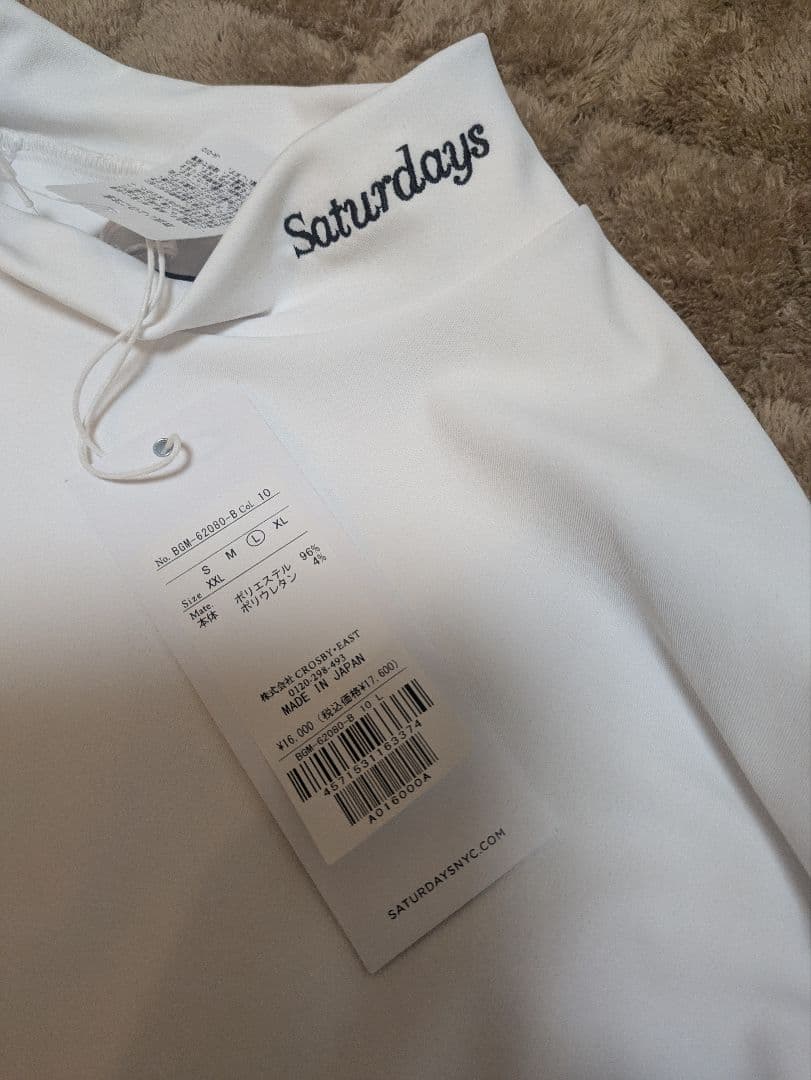 Saturdays
No. BGM-62080-B Col. 10
Size S M L XL
XXL
Mate
本体 ポリエステル 96%
ポリウレタン 4%
株式会社 CROSBY・EAST
0120-298-493
MADE IN JAPAN
¥16,000 (税込価格¥17,600)
BGM-62080-B 10 L
4571531163374
A016000A
SATURDAYSNYC.COM